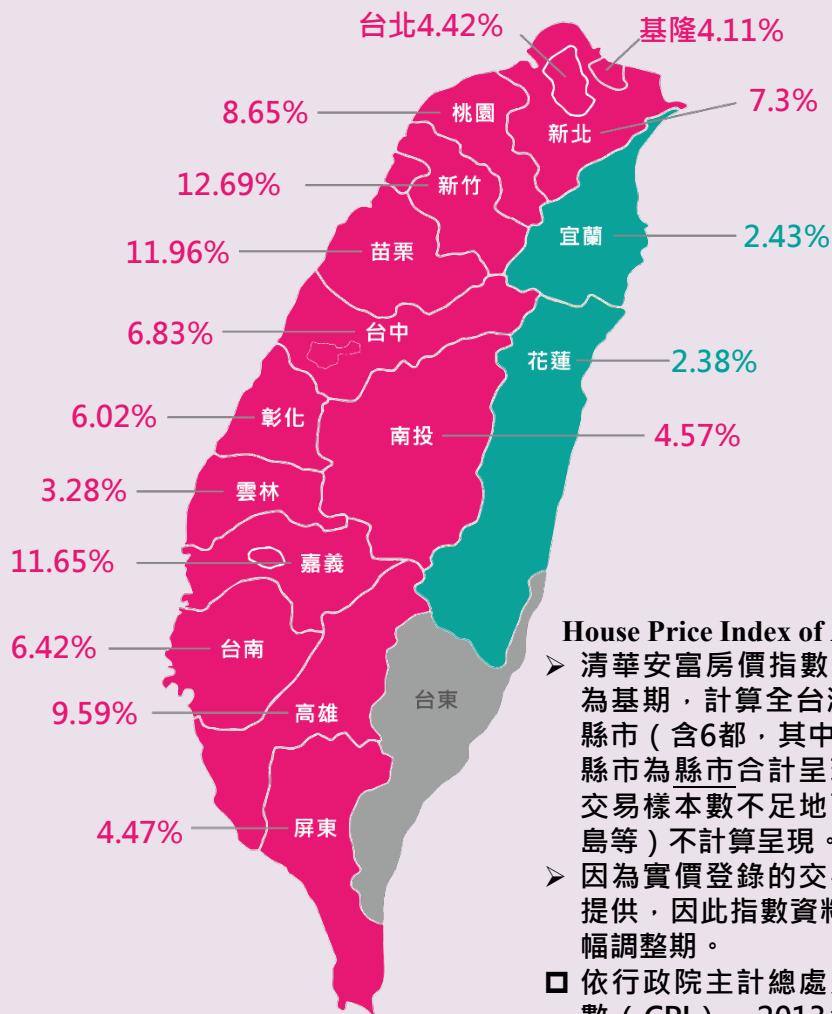 台北4.42%
基隆4.11%
8.65%
桃園
7.3%
新北
12.69%
新竹
11.96%
苗栗
宜蘭
2.43%
6.83%
台中
花蓮
2.38%
6.02%
彰化
南投
4.57%
3.28%
雲林
11.65%
嘉義
6.42%
台南
9.59%
高雄
台東
4.47%
屏東
House Price Index of
➢ 清華安富房價指數
為基期，計算全台
縣市（含6都，其中
縣市為縣市合計呈
交易樣本數不足地
島等）不計算呈現。
➢ 因為實價登錄的交
提供，因此指數資料
幅調整期。
□ 依行政院主計總處
數（CPI），2013